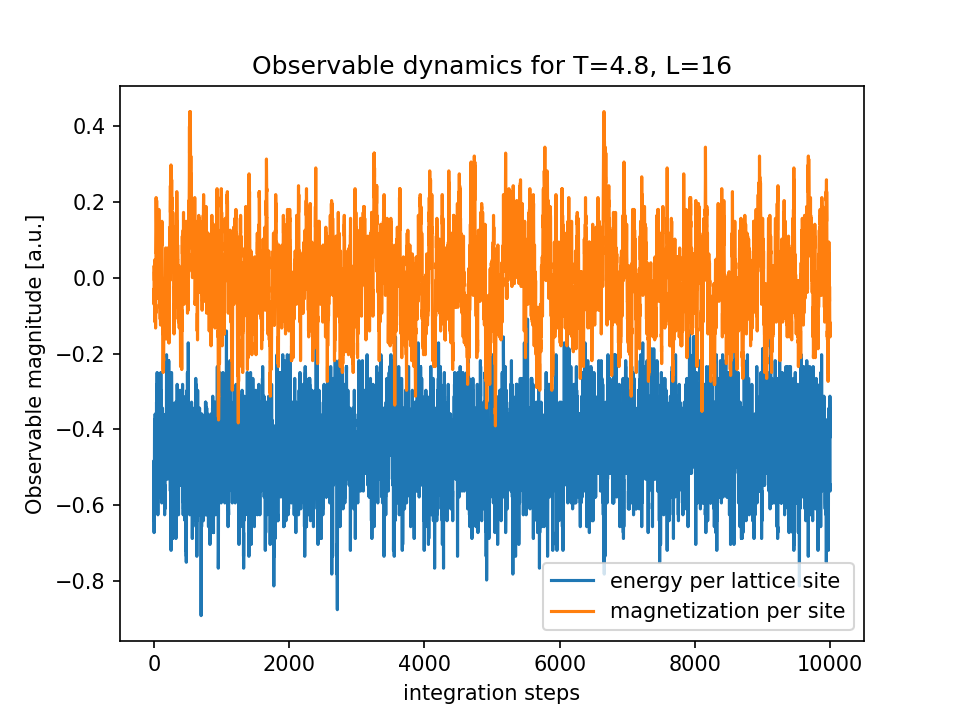 Observable dynamics for T=4.8, L=16
Observable magnitude [a.u.]
0.4
0.2
0.0
−0.2
−0.4
−0.6
−0.8
energy per lattice site
magnetization per site
0 2000 4000 6000 8000 10000
integration steps